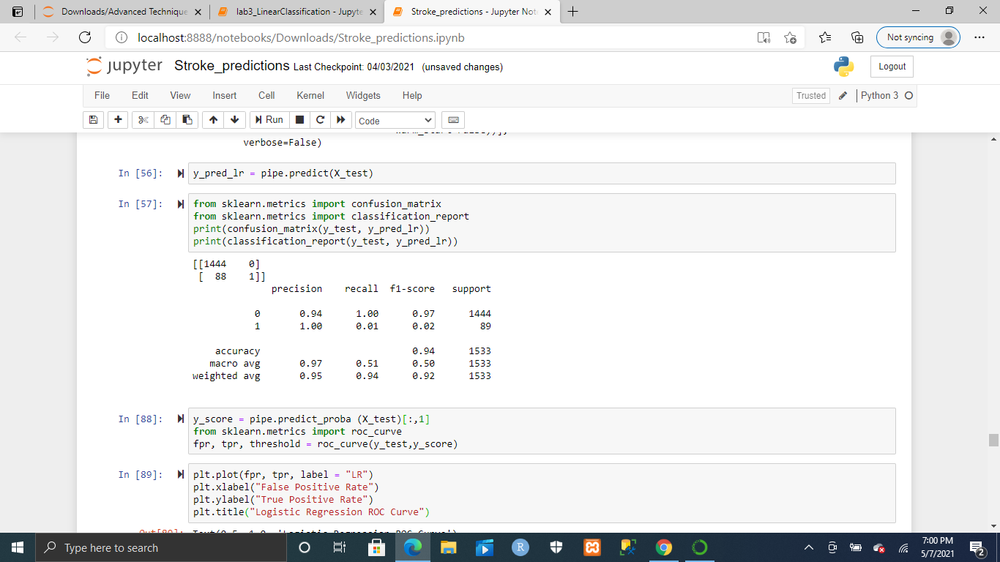 Downloads/Advanced Technique
lab3_LinearClassification - Jupyte
Stroke_predictions - Jupyter Not
localhost:8888/notebooks/Downloads/Stroke_predictions.ipynb
Not syncing
jupyter Stroke_predictions Last Checkpoint: 04/03/2021 (unsaved changes)
Logout
File Edit View Insert Cell Kernel Widgets Help
Trusted Python 3
Run Code
verbose=False)
In [56]: y_pred_lr = pipe.predict(X_test)
In [57]: from sklearn.metrics import confusion_matrix
from sklearn.metrics import classification_report
print(confusion_matrix(y_test, y_pred_lr))
print(classification_report(y_test, y_pred_lr))
[[1444 0]
[ 88 1]]
precision recall f1-score support
0 0.94 1.00 0.97 1444
1 1.00 0.01 0.02 89
accuracy 0.94 1533
macro avg 0.97 0.51 0.50 1533
weighted avg 0.95 0.94 0.92 1533
In [88]: y_score = pipe.predict_proba (X_test)[:,1]
from sklearn.metrics import roc_curve
fpr, tpr, threshold = roc_curve(y_test,y_score)
In [89]: plt.plot(fpr, tpr, label = "LR")
plt.xlabel("False Positive Rate")
plt.ylabel("True Positive Rate")
plt.title("Logistic Regression ROC Curve")
Type here to search
R
7:00 PM
5/7/2021
2